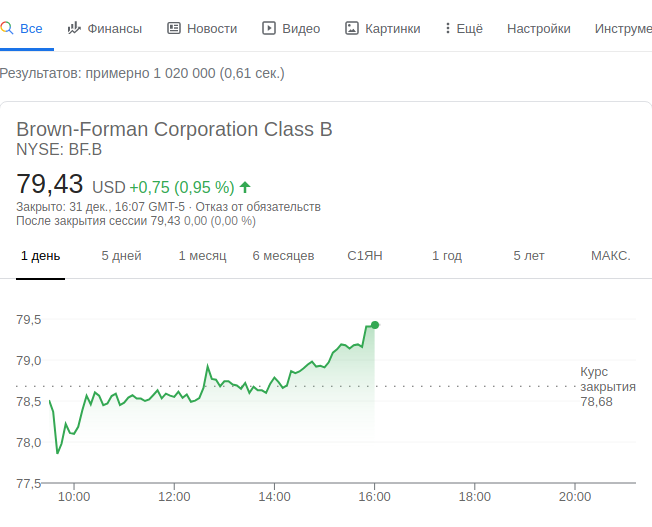 Все Финансы Новости Видео Картинки Ещё Настройки Инструме
Результатов: примерно 1 020 000 (0,61 сек.)
Brown-Forman Corporation Class B
NYSE: BF.B
79,43 USD +0,75 (0,95 %)
Закрыто: 31 дек., 16:07 GMT-5 · Отказ от обязательств
После закрытия сессии 79,43 0,00 (0,00 %)
1 день 5 дней 1 месяц 6 месяцев С1ЯН 1 год 5 лет МАКС.
79,5
79,0
78,5
78,0
77,5
Курс
закрытия
78,68
10:00 12:00 14:00 16:00 18:00 20:00